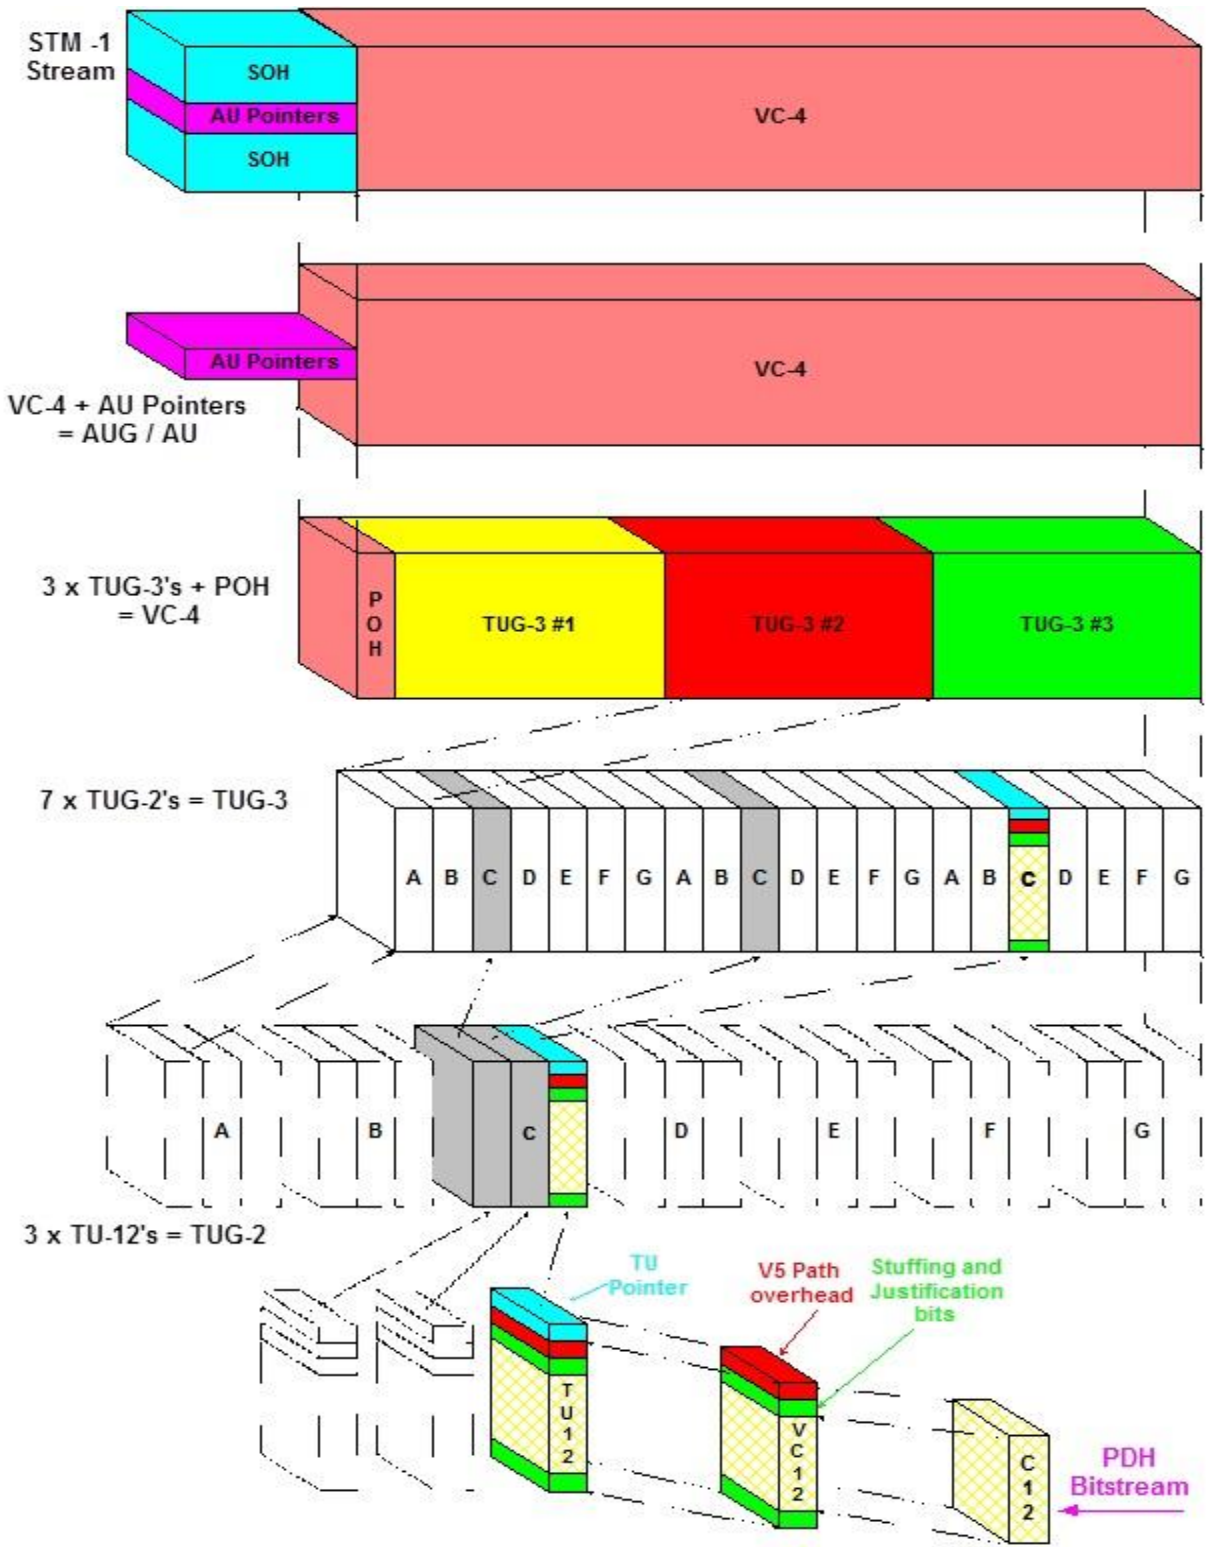 STM -1
Stream
SOH
AU Pointers
SOH
VC-4
AU Pointers
VC-4
VC-4 + AU Pointers
= AUG / AU
3 x TUG-3's + POH
= VC-4
P
O
H
TUG-3 #1
TUG-3 #2
TUG-3 #3
7 x TUG-2's = TUG-3
A B C D E F G A B C D E F G A B C D E F G
A B C D E F G
3 x TU-12's = TUG-2
TU
Pointer
V5 Path
overhead
Stuffing and
Justification
bits
T
U
1
2
V
C
1
2
C
1
2
PDH
Bitstream